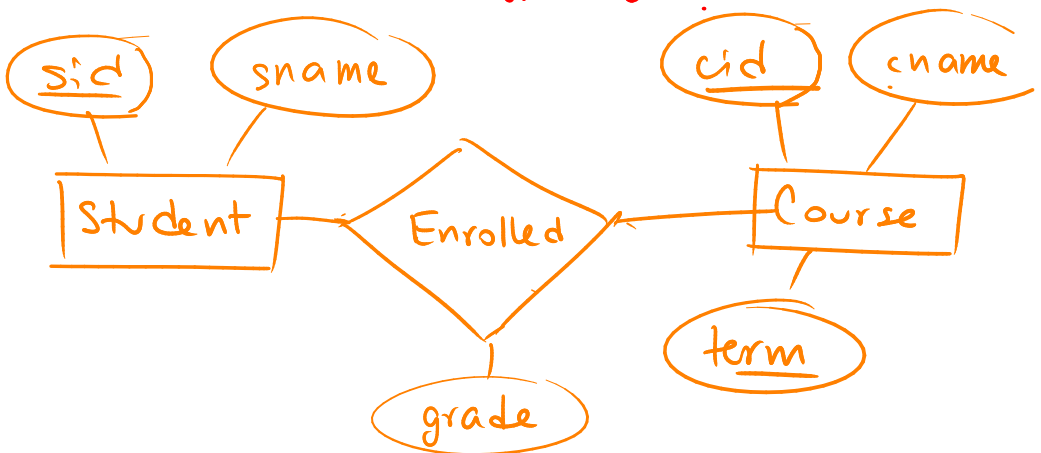 sid
sname
cid
cname
Student
Enrolled
Course
term
grade